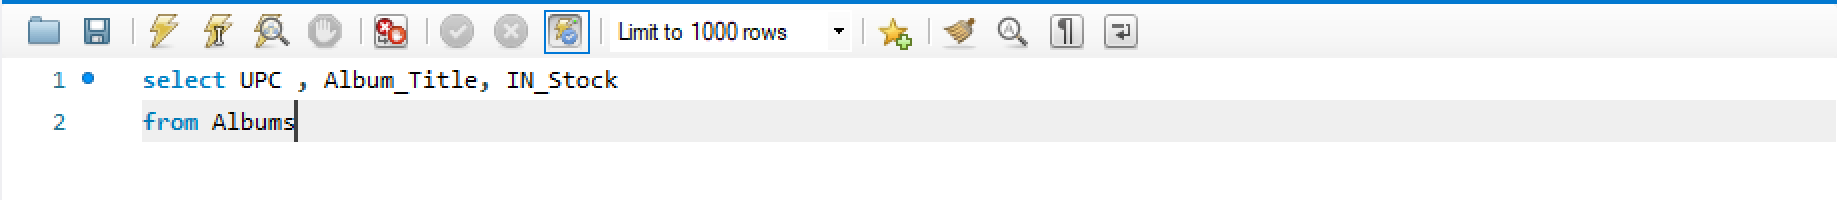 Limit to 1000 rows
1 select UPC , Album_Title, IN_Stock
2 from Albums